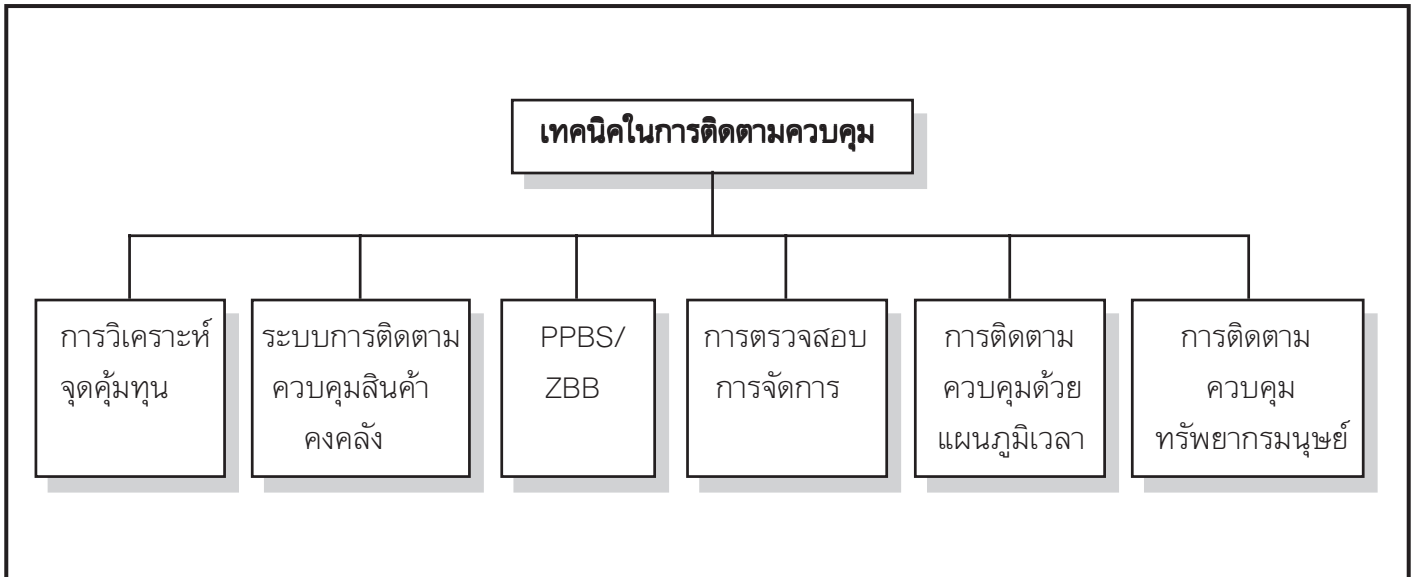 เทคนิคในการติดตามควบคุม
การวิเคราะห์
จุดคุ้มทุน
ระบบการติดตาม
ควบคุมสินค้า
คงคลัง
PPBS/
ZBB
การตรวจสอบ
การจัดการ
การติดตาม
ควบคุมด้วย
แผนภูมิเวลา
การติดตาม
ควบคุม
ทรัพยากรมนุษย์